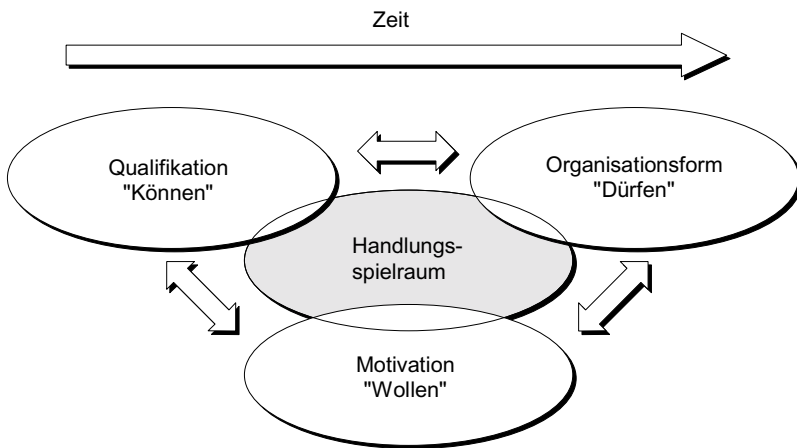 Zeit
Qualifikation
"Können"
Organisationsform
"Dürfen"
Handlungs-
spielraum
Motivation
"Wollen"